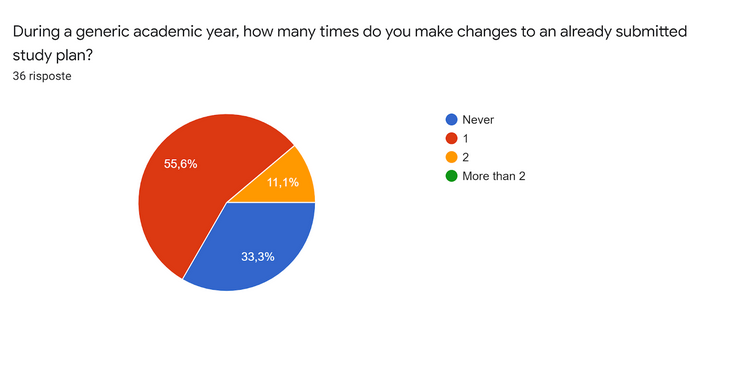 During a generic academic year, how many times do you make changes to an already submitted
study plan?
36 risposte
Never
1
2
More than 2
55,6%
11,1%
33,3%